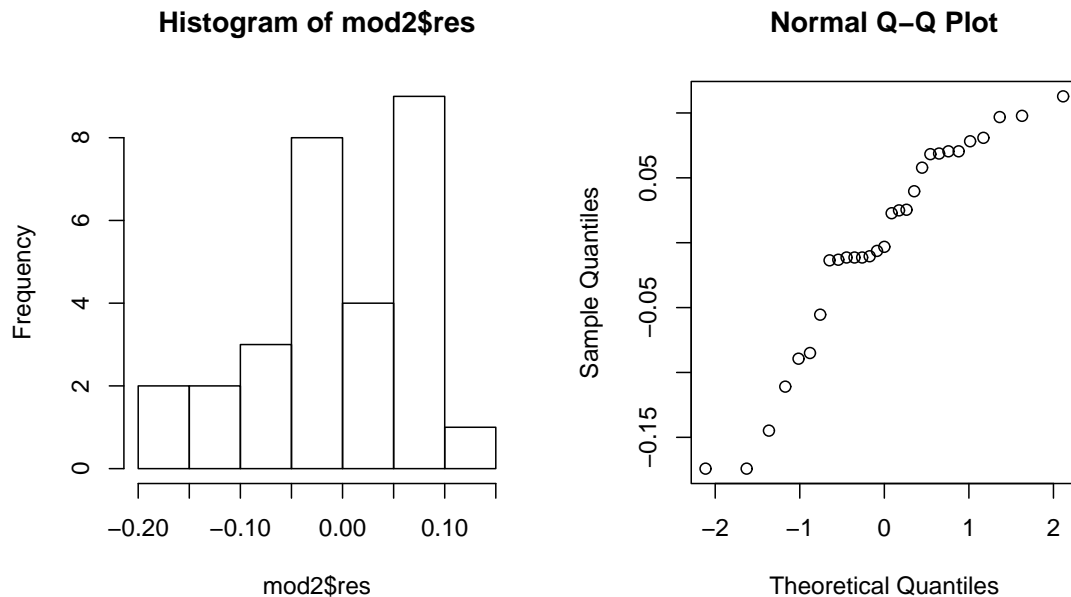 Histogram of mod2$res
Frequency
0
2
4
6
8
−0.20
−0.10
0.00
0.10
mod2$res
Normal Q−Q Plot
Sample Quantiles
−0.15
−0.05
0.05
−2
−1
0
1
2
Theoretical Quantiles